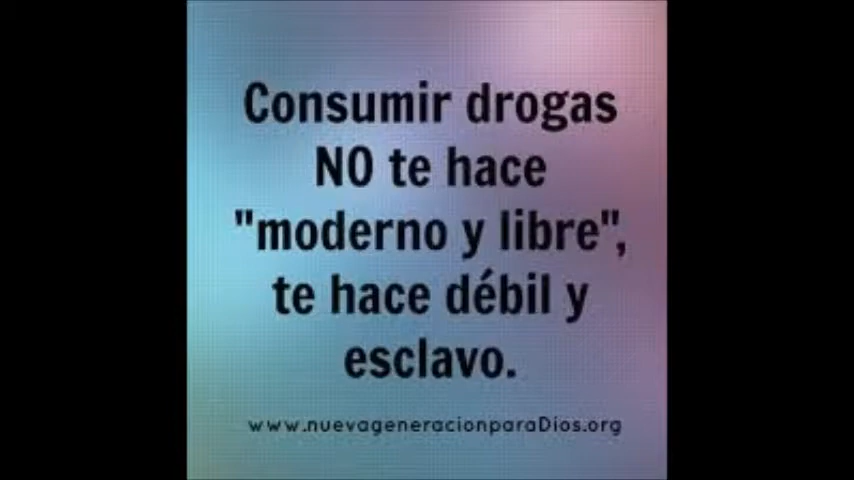 Consumir drogas
NO te hace
"moderno y libre",
te hace débil y
esclavo.
www.nuevageneracionparaDios.org